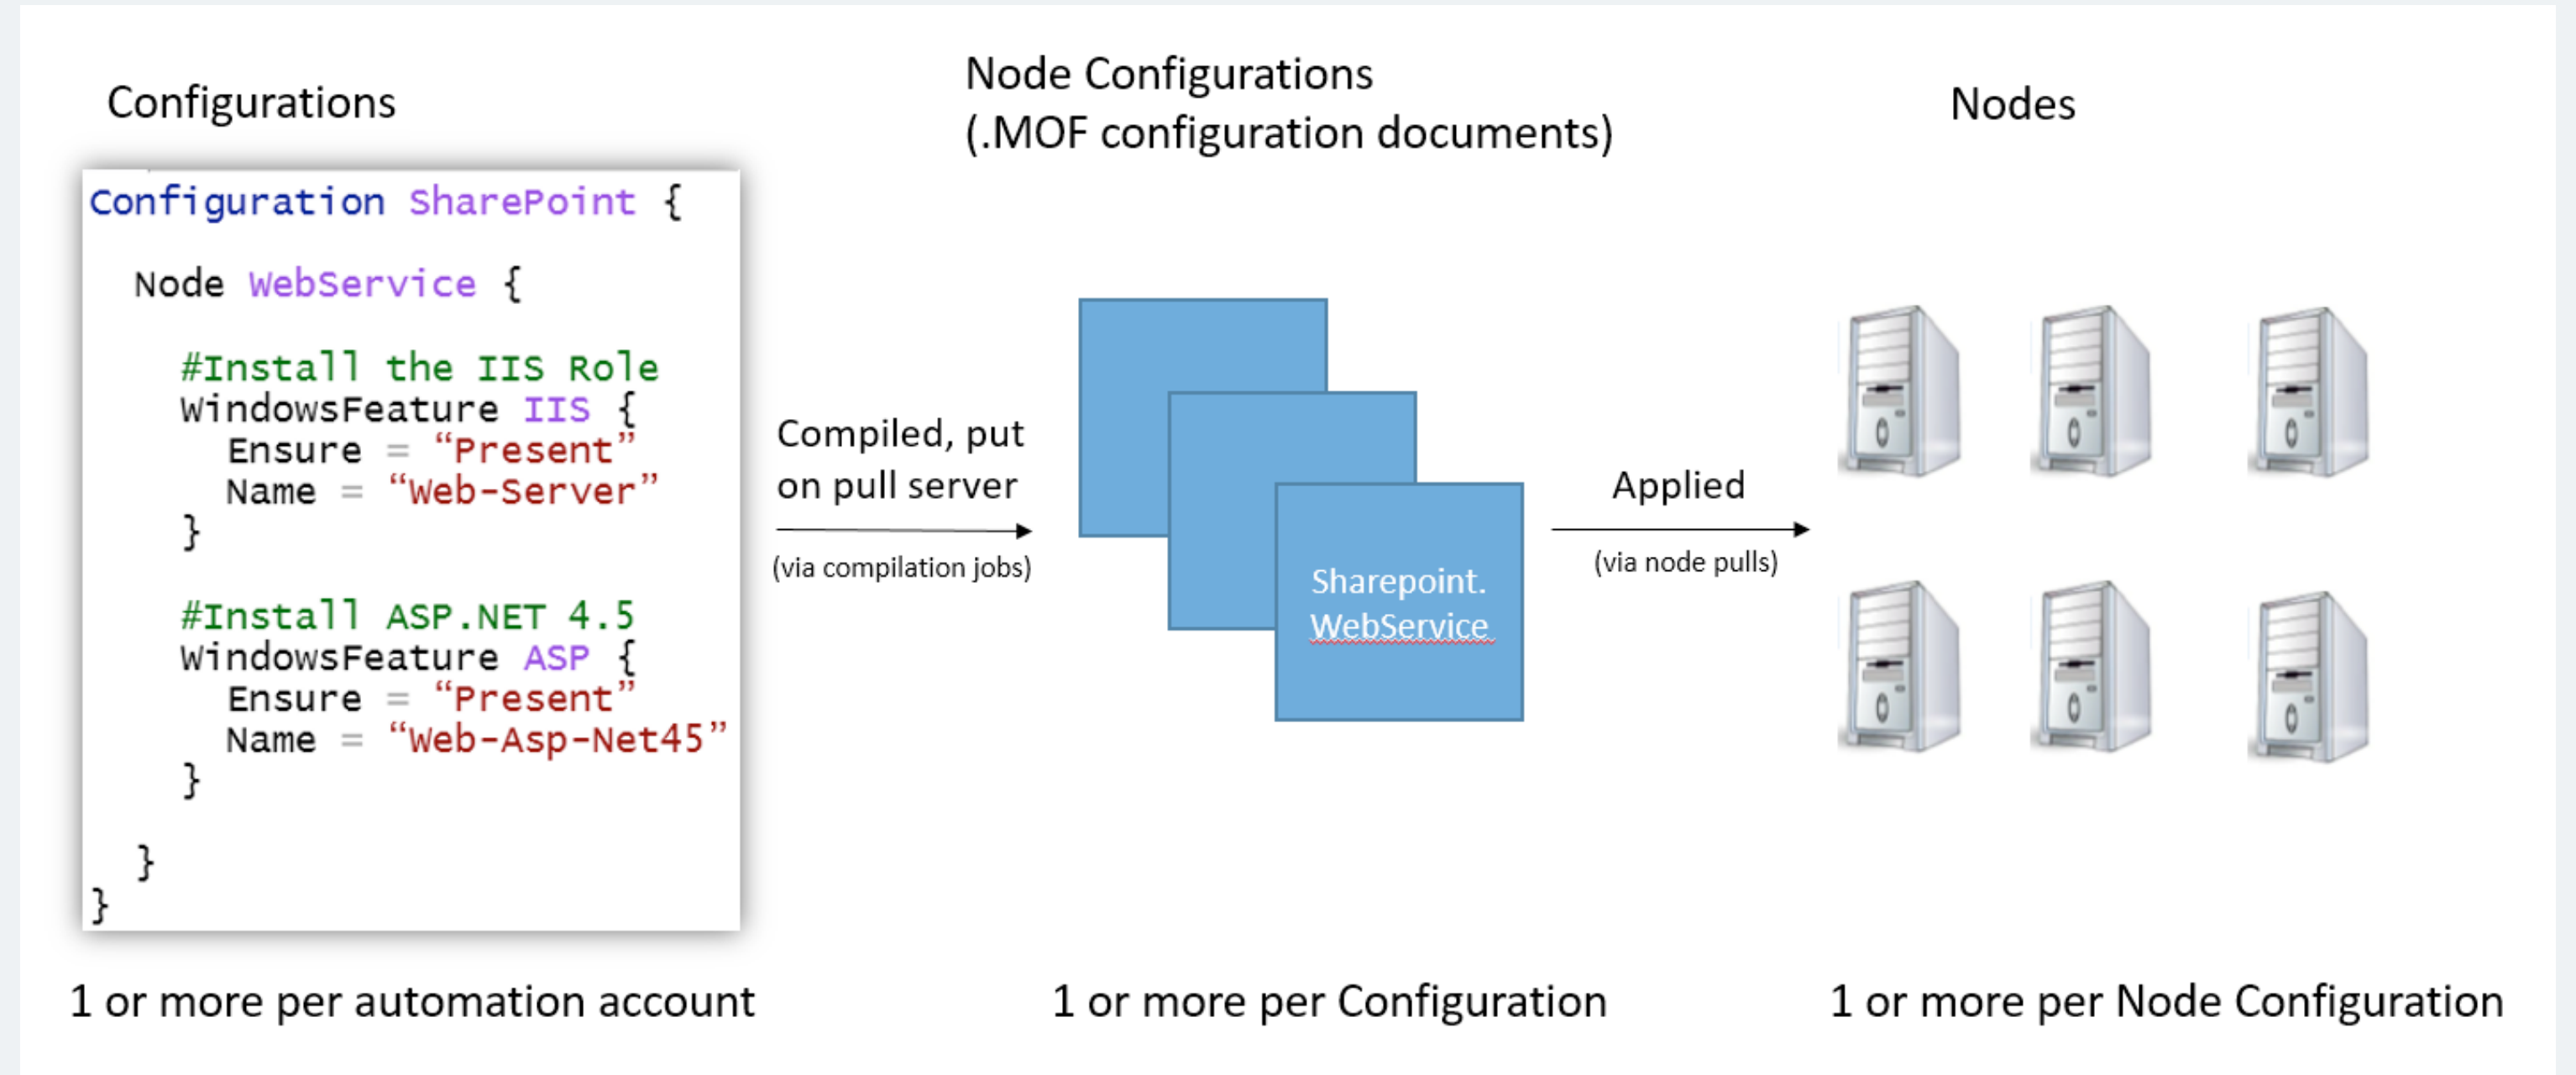 Configurations
Configuration SharePoint {
Node WebService {
#Install the IIS Role
WindowsFeature IIS {
Ensure = “Present”
Name = “Web-Server”
}
#Install ASP.NET 4.5
WindowsFeature ASP {
Ensure = “Present”
Name = “Web-Asp-Net45”
}
}
}
1 or more per automation account
Compiled, put
on pull server
(via compilation jobs)
Node Configurations
(.MOF configuration documents)
Sharepoint.
WebService
1 or more per Configuration
Applied
(via node pulls)
Nodes
1 or more per Node Configuration